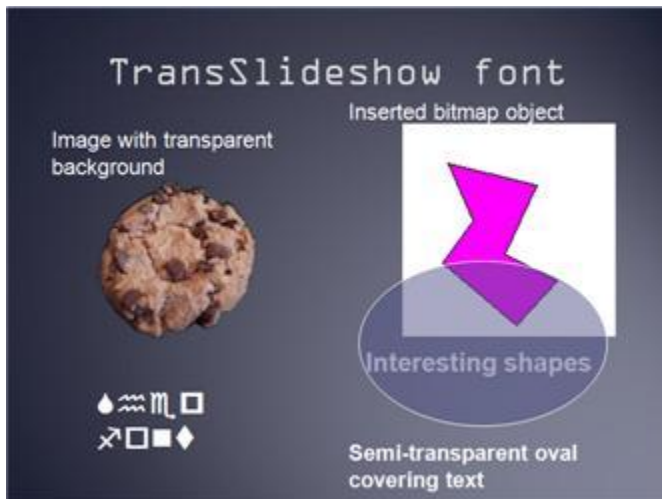 TransSlideshow font
Image with transparent
background
Inserted bitmap object
Interesting shapes
💧♒♏□
♐□■⧫
Semi-transparent oval
covering text